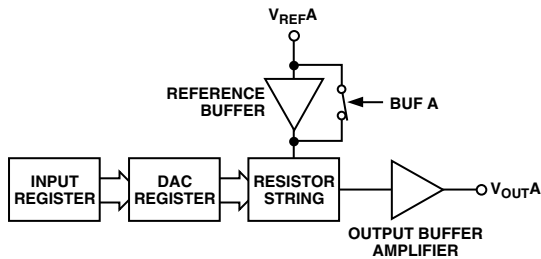 VREFA
REFERENCE
BUFFER
BUF A
INPUT
REGISTER
DAC
REGISTER
RESISTOR
STRING
VOUTA
OUTPUT BUFFER
AMPLIFIER